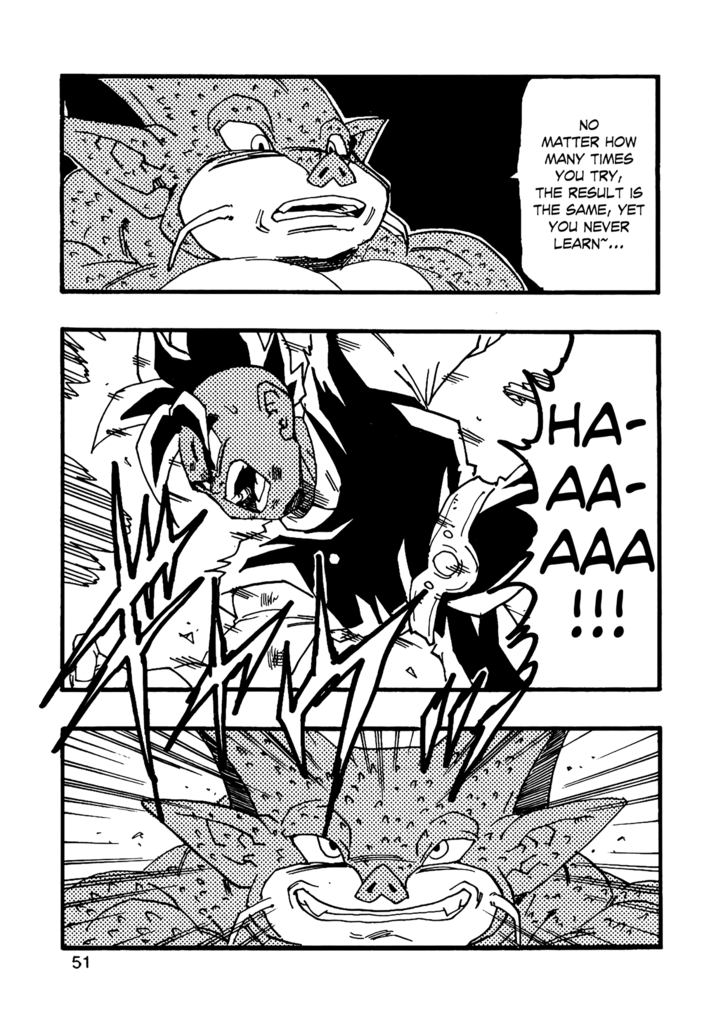 NO
MATTER HOW
MANY TIMES
YOU TRY,
THE RESULT IS
THE SAME, YET
YOU NEVER
LEARN~...
HA-
AA-
AAA
!!!
51